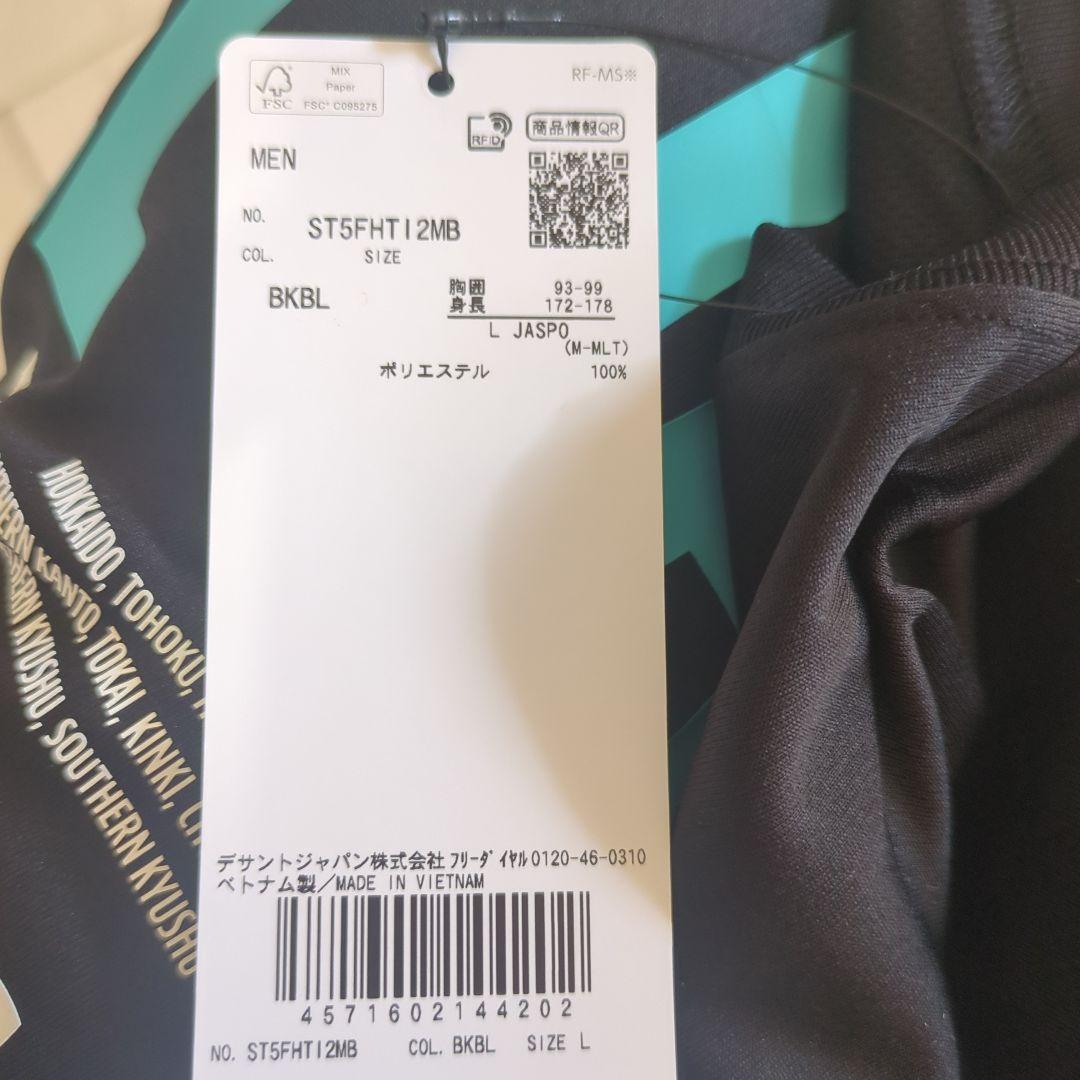 FSC
MIX
Paper
FSC® C095275
RF-MS※
RFID
商品情報QR
MEN
NO.
ST5FHTI2MB
COL.
SIZE
BKBL
胸囲 93-99
身長 172-178
L JASPO
(M-MLT)
ポリエステル 100%
デサントジャパン株式会社 ﾌﾘｰﾀﾞｲﾔﾙ0120-46-0310
ベトナム製/MADE IN VIETNAM
4571602144202
NO. ST5FHTI2MB COL. BKBL SIZE L
HOKKAIDO, TOHOKU,
KANTO, TOKAI, KINKI,
KYUSHU, SOUTHERN KYUSHU